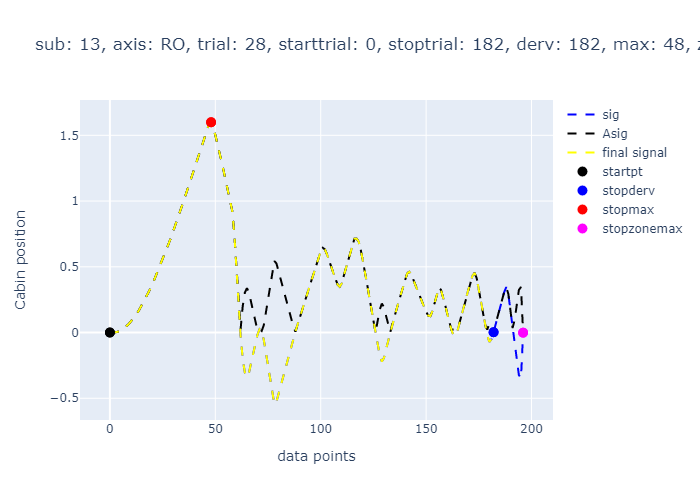 sub: 13, axis: RO, trial: 28, starttrial: 0, stoptrial: 182, derv: 182, max: 48,
sig
Asig
final signal
startpt
stopderv
stopmax
stopzonemax
Cabin position
1.5
1
0.5
0
−0.5
0 50 100 150 200
data points